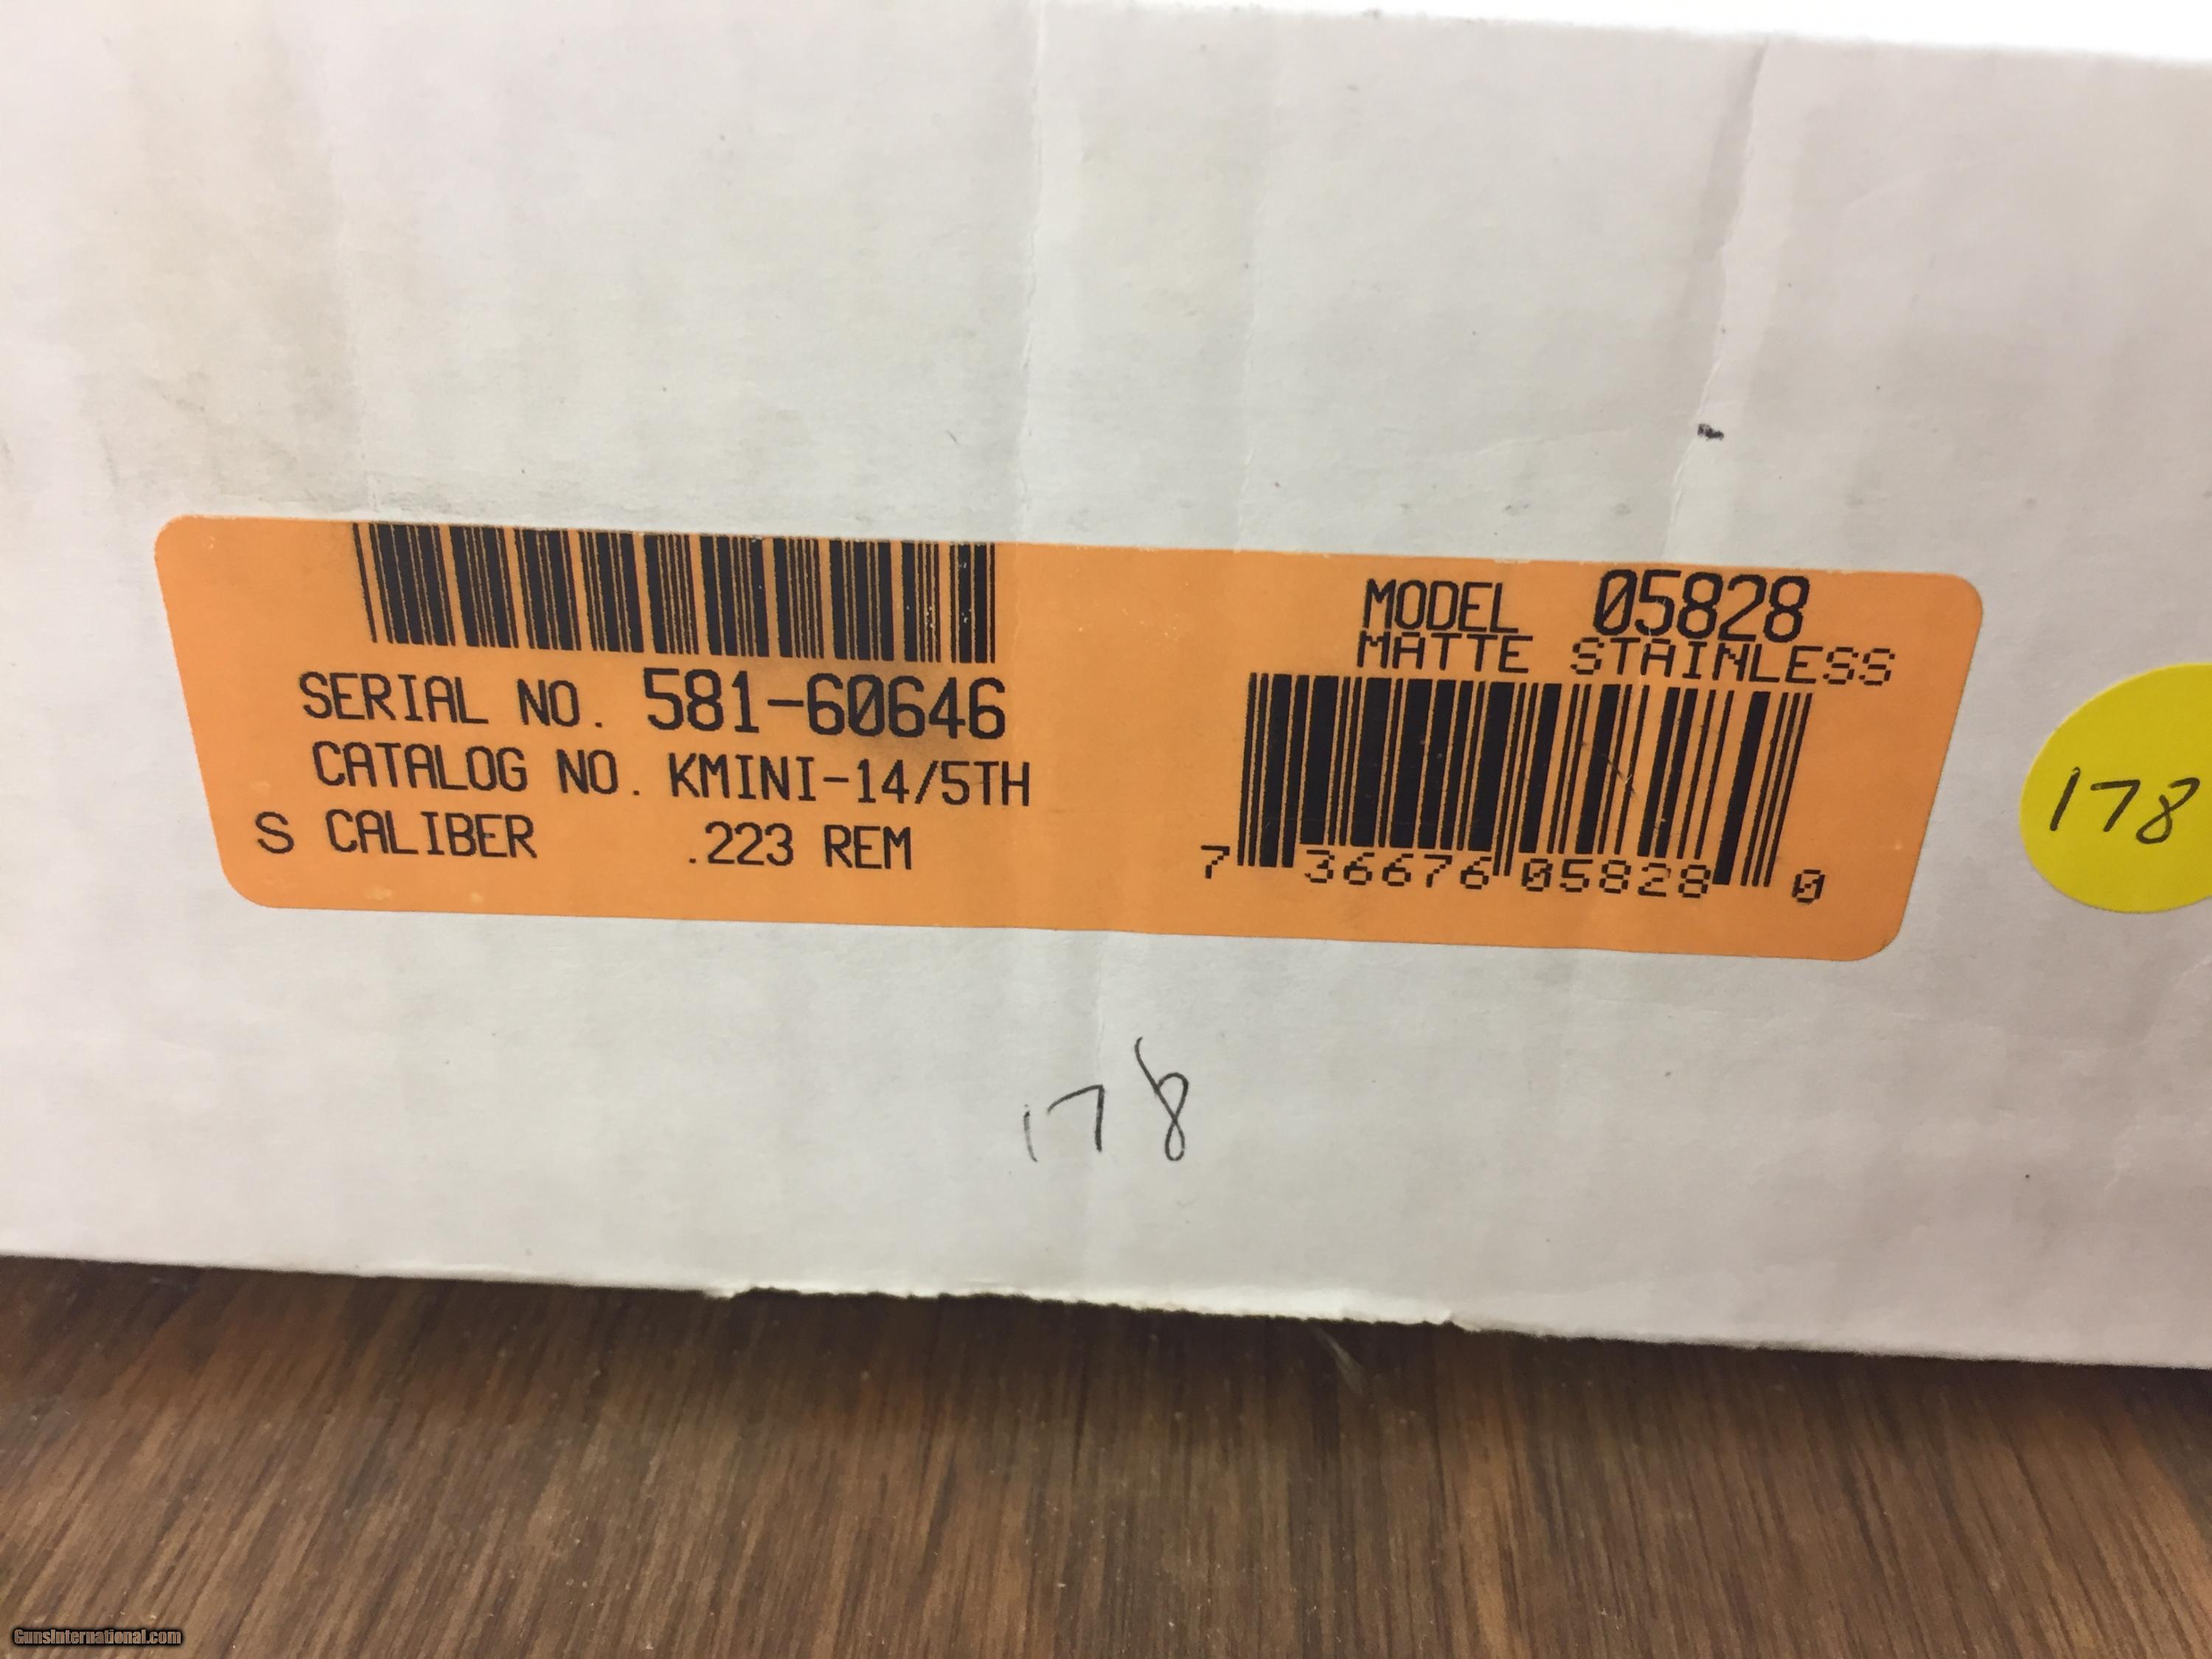 SERIAL NO. 581-60646
CATALOG NO. KMINI-14/5TH
S CALIBER .223 REM
MODEL 05828
MATTE STAINLESS
7 36676 05828 0
178
178
GunsInternational.com